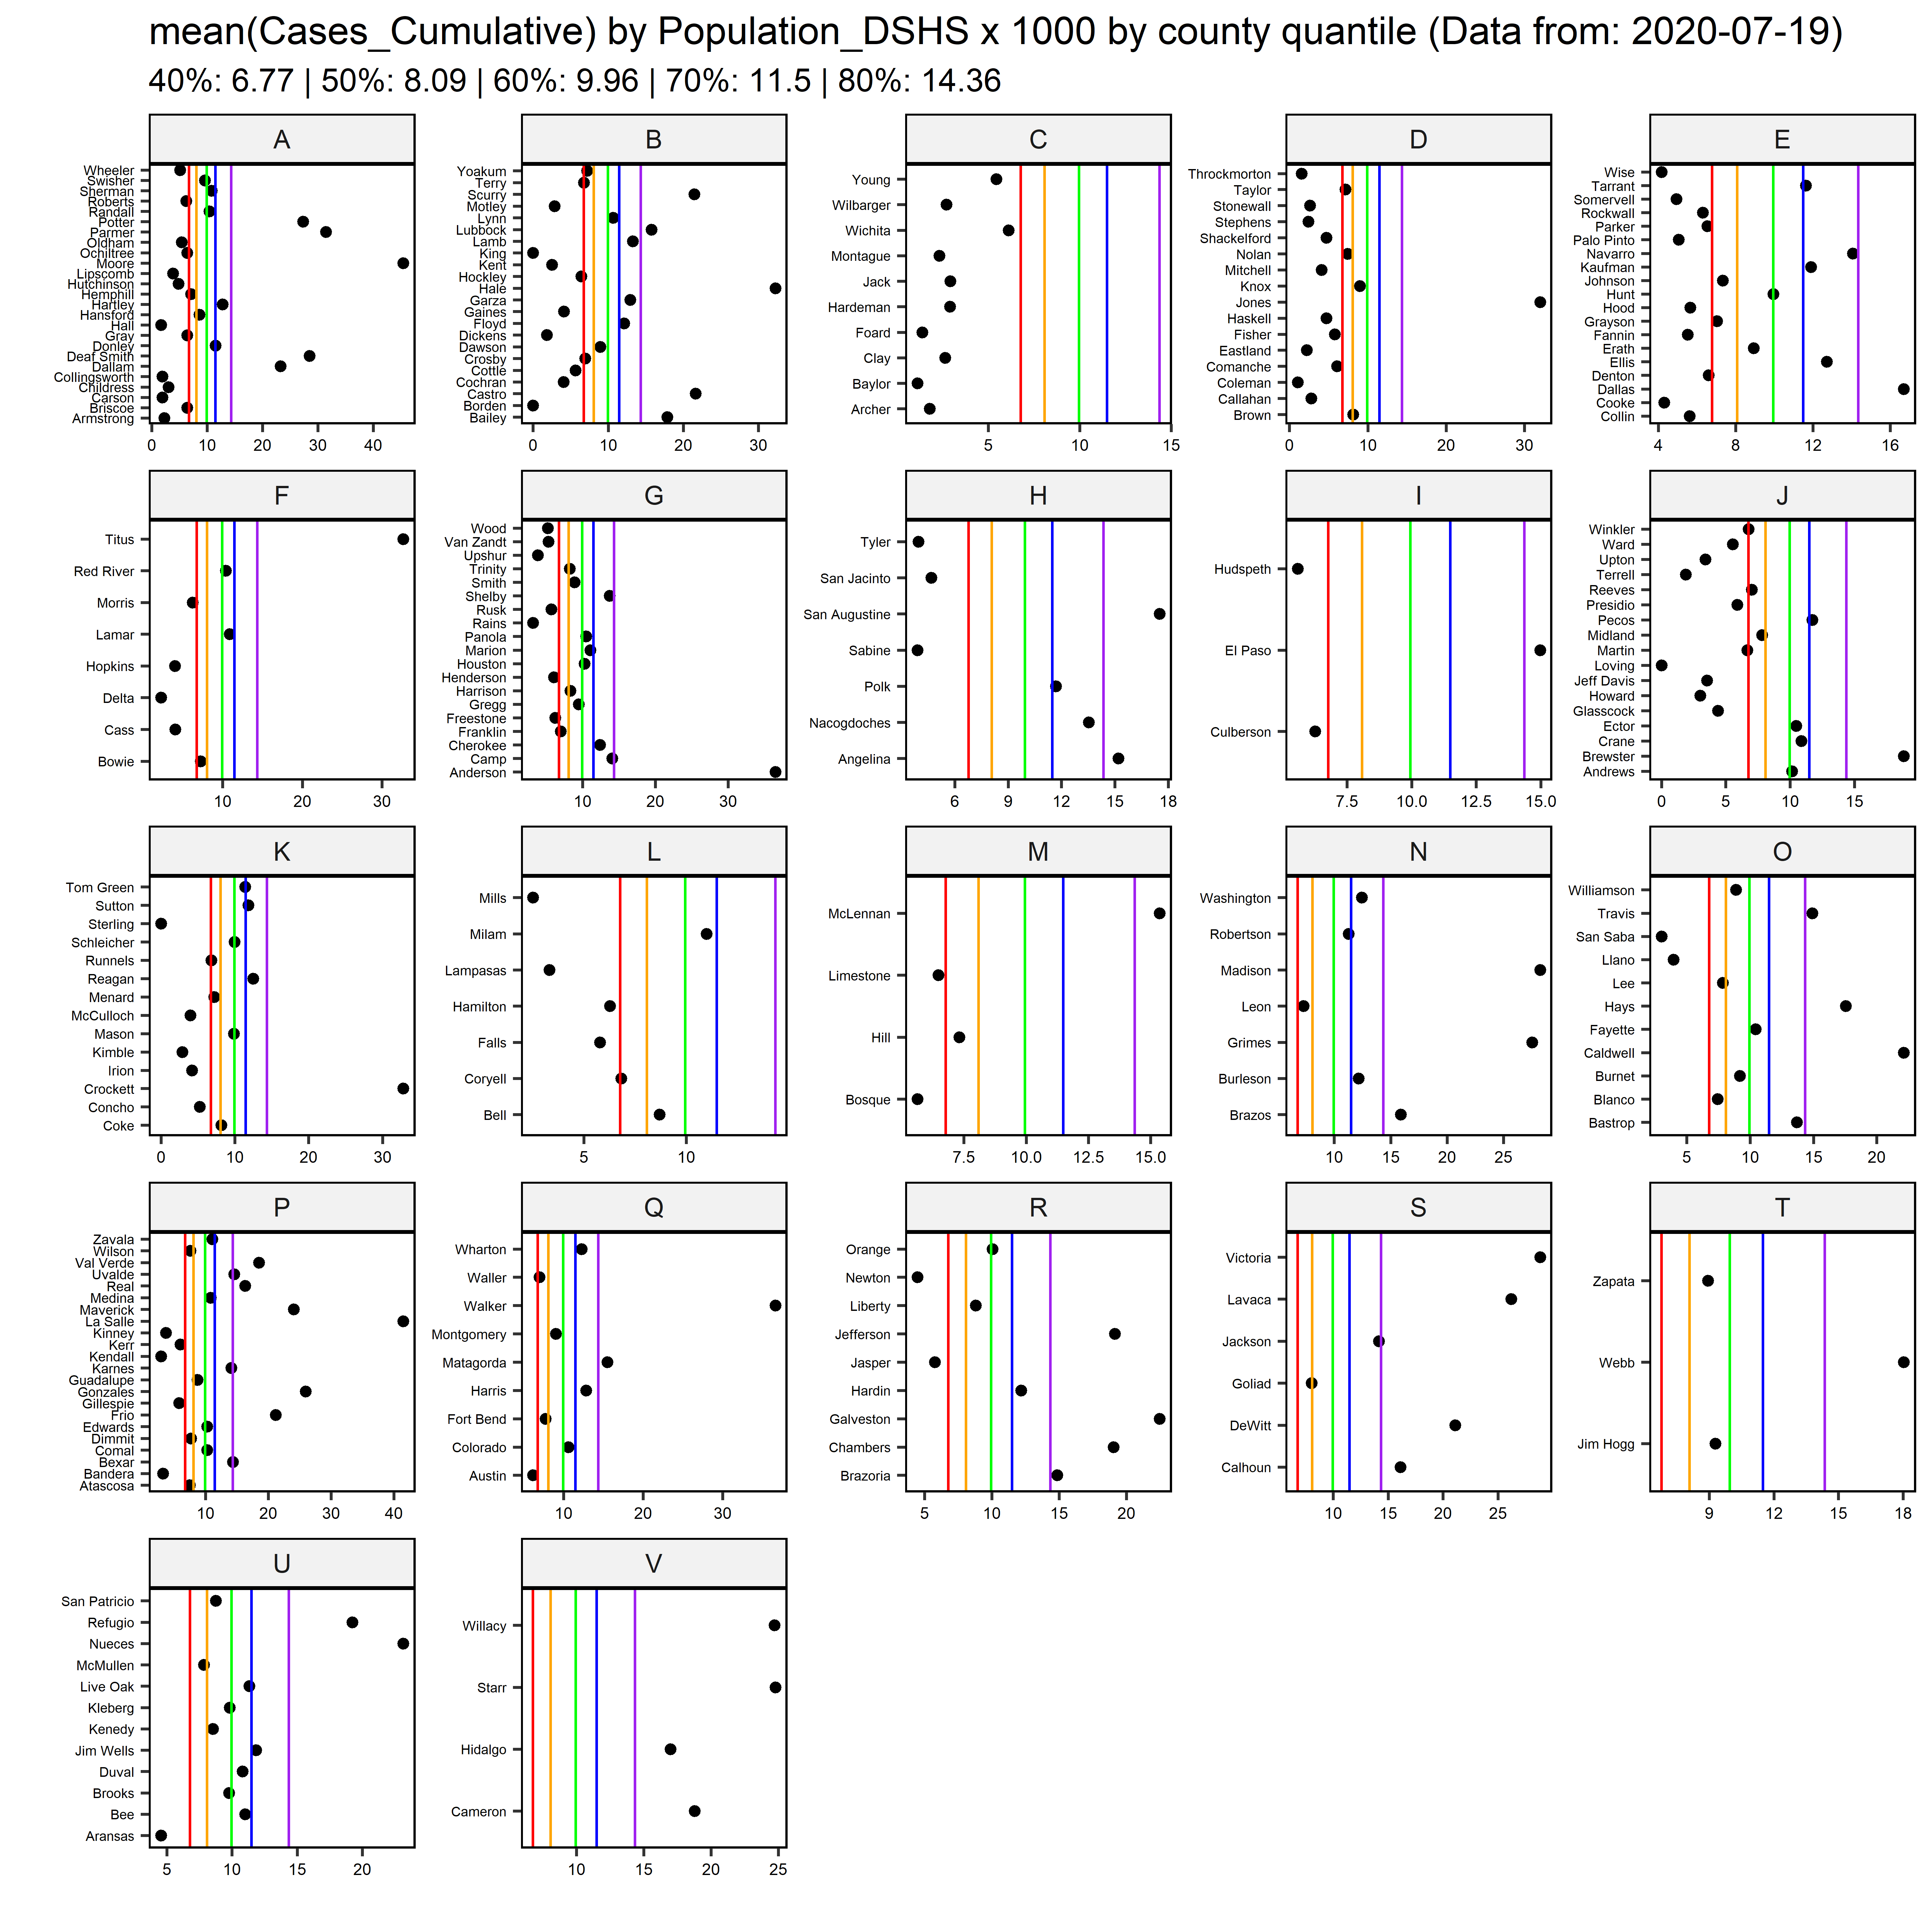 mean(Cases_Cumulative) by Population_DSHS x 1000 by county quantile (Data from: 2020-07-19)
40%: 6.77 | 50%: 8.09 | 60%: 9.96 | 70%: 11.5 | 80%: 14.36
A
Wheeler
Swisher
Sherman
Roberts
Randall
Potter
Parmer
Oldham
Ochiltree
Moore
Lipscomb
Hutchinson
Hemphill
Hartley
Hansford
Hall
Gray
Donley
Deaf Smith
Dallam
Collingsworth
Childress
Carson
Briscoe
Armstrong
0 10 20 30 40
B
Yoakum
Terry
Scurry
Motley
Lynn
Lubbock
Lamb
King
Kent
Hockley
Hale
Garza
Gaines
Floyd
Dickens
Dawson
Crosby
Cottle
Cochran
Castro
Borden
Bailey
0 10 20 30
C
Young
Wilbarger
Wichita
Montague
Jack
Hardeman
Foard
Clay
Baylor
Archer
5 10 15
D
Throckmorton
Taylor
Stonewall
Stephens
Shackelford
Nolan
Mitchell
Knox
Jones
Haskell
Fisher
Eastland
Comanche
Coleman
Callahan
Brown
0 10 20 30
E
Wise
Tarrant
Somervell
Rockwall
Parker
Palo Pinto
Navarro
Kaufman
Johnson
Hunt
Hood
Grayson
Fannin
Erath
Ellis
Denton
Dallas
Cooke
Collin
4 8 12 16
F
Titus
Red River
Morris
Lamar
Hopkins
Delta
Cass
Bowie
10 20 30
G
Wood
Van Zandt
Upshur
Trinity
Smith
Shelby
Rusk
Rains
Panola
Marion
Houston
Henderson
Harrison
Gregg
Freestone
Franklin
Cherokee
Camp
Anderson
10 20 30
H
Tyler
San Jacinto
San Augustine
Sabine
Polk
Nacogdoches
Angelina
6 9 12 15 18
I
Hudspeth
El Paso
Culberson
7.5 10.0 12.5 15.0
J
Winkler
Ward
Upton
Terrell
Reeves
Presidio
Pecos
Midland
Martin
Loving
Jeff Davis
Howard
Glasscock
Ector
Crane
Brewster
Andrews
0 5 10 15
K
Tom Green
Sutton
Sterling
Schleicher
Runnels
Reagan
Menard
McCulloch
Mason
Kimble
Irion
Crockett
Concho
Coke
0 10 20 30
L
Mills
Milam
Lampasas
Hamilton
Falls
Coryell
Bell
5 10
M
McLennan
Limestone
Hill
Bosque
7.5 10.0 12.5 15.0
N
Washington
Robertson
Madison
Leon
Grimes
Burleson
Brazos
10 15 20 25
O
Williamson
Travis
San Saba
Llano
Lee
Hays
Fayette
Caldwell
Burnet
Blanco
Bastrop
5 10 15 20
P
Zavala
Wilson
Val Verde
Uvalde
Real
Medina
Maverick
La Salle
Kinney
Kerr
Kendall
Karnes
Guadalupe
Gonzales
Gillespie
Frio
Edwards
Dimmit
Comal
Bexar
Bandera
Atascosa
10 20 30 40
Q
Wharton
Waller
Walker
Montgomery
Matagorda
Harris
Fort Bend
Colorado
Austin
10 20 30
R
Orange
Newton
Liberty
Jefferson
Jasper
Hardin
Galveston
Chambers
Brazoria
5 10 15 20
S
Victoria
Lavaca
Jackson
Goliad
DeWitt
Calhoun
10 15 20 25
T
Zapata
Webb
Jim Hogg
9 12 15 18
U
San Patricio
Refugio
Nueces
McMullen
Live Oak
Kleberg
Kenedy
Jim Wells
Duval
Brooks
Bee
Aransas
5 10 15 20
V
Willacy
Starr
Hidalgo
Cameron
10 15 20 25